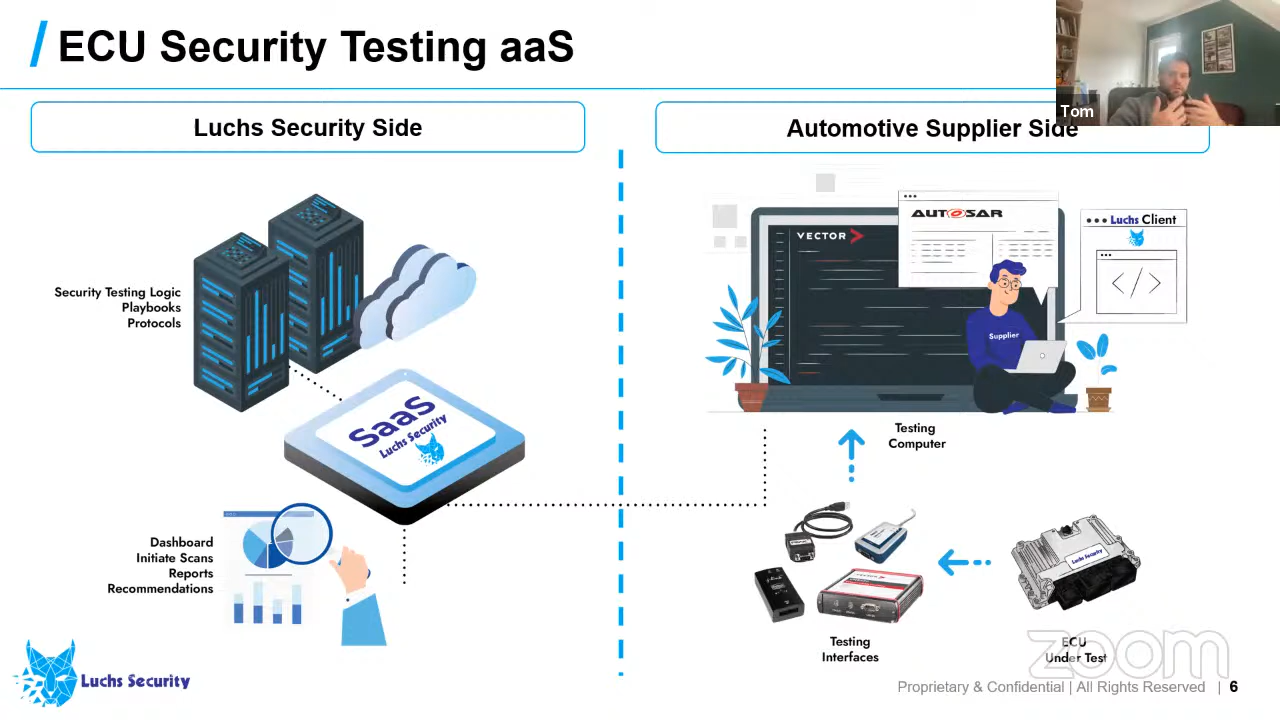 ECU Security Testing aaS
Tom
Luchs Security Side
Automotive Supplier Side
Security Testing Logic
Playbooks
Protocols
SaaS
Luchs Security
Dashboard
Initiate Scans
Reports
Recommendations
VECTOR
AUTOSAR
Luchs Client
</>
Supplier
Testing
Computer
VECTOR
Luchs Security
Testing
Interfaces
ECU
Under Test
zoom
Luchs Security
Proprietary & Confidential | All Rights Reserved | 6